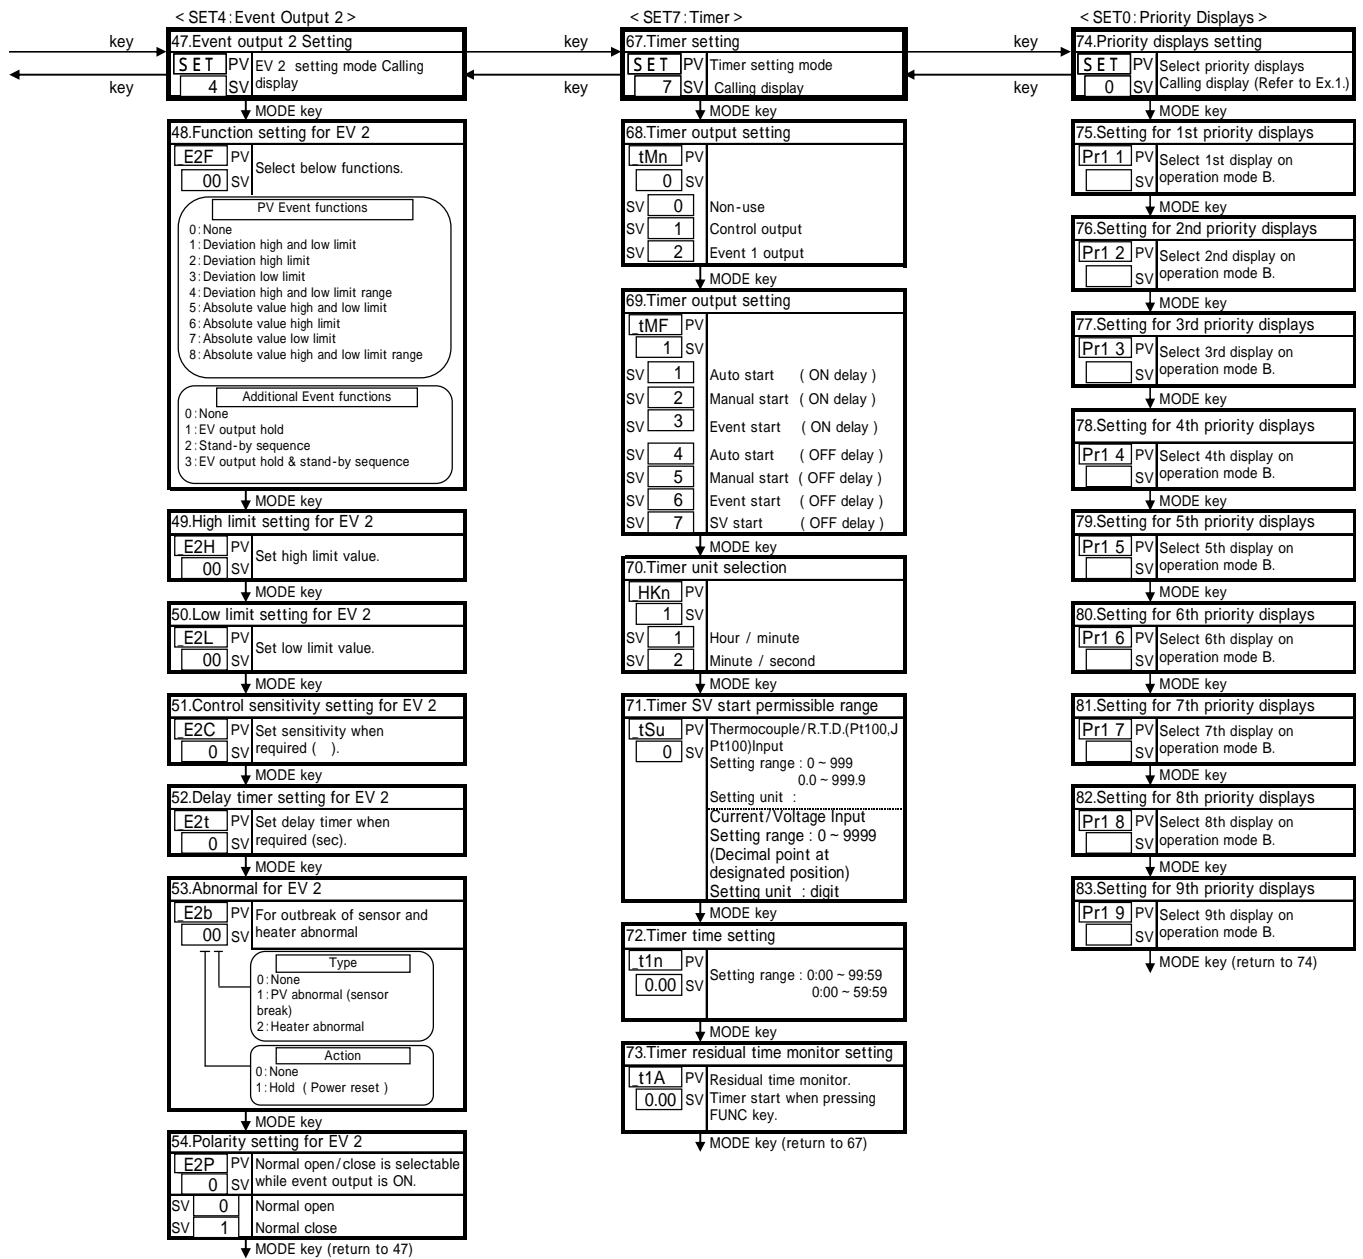 < SET4:Event Output 2 >
key
key
47.Event output 2 Setting
SET PV EV 2 setting mode Calling
4 SV display
MODE key
48.Function setting for EV 2
_E2F PV
00 SV Select below functions.
PV Event functions
0:None
1:Deviation high and low limit
2:Deviation high limit
3:Deviation low limit
4:Deviation high and low limit range
5:Absolute value high and low limit
6:Absolute value high limit
7:Absolute value low limit
8:Absolute value high and low limit range
Additional Event functions
0:None
1:EV output hold
2:Stand-by sequence
3:EV output hold & stand-by sequence
MODE key
49.High limit setting for EV 2
_E2H PV
00 SV Set high limit value.
MODE key
50.Low limit setting for EV 2
_E2L PV
00 SV Set low limit value.
MODE key
51.Control sensitivity setting for EV 2
_E2C PV Set sensitivity when
0 SV required ( ).
MODE key
52.Delay timer setting for EV 2
_E2t PV Set delay timer when
0 SV required (sec).
MODE key
53.Abnormal for EV 2
_E2b PV For outbreak of sensor and
00 SV heater abnormal
Type
0:None
1:PV abnormal (sensor
break)
2:Heater abnormal
Action
0:None
1:Hold ( Power reset )
MODE key
54.Polarity setting for EV 2
_E2P PV Normal open/close is selectable
0 SV while event output is ON.
SV 0 Normal open
SV 1 Normal close
MODE key (return to 47)
< SET7:Timer >
key
key
67.Timer setting
SET PV Timer setting mode
7 SV Calling display
MODE key
68.Timer output setting
_tMn PV
0 SV
SV 0 Non-use
SV 1 Control output
SV 2 Event 1 output
MODE key
69.Timer output setting
_tMF PV
1 SV
SV 1 Auto start ( ON delay )
SV 2 Manual start ( ON delay )
SV 3 Event start ( ON delay )
SV 4 Auto start ( OFF delay )
SV 5 Manual start ( OFF delay )
SV 6 Event start ( OFF delay )
SV 7 SV start ( OFF delay )
MODE key
70.Timer unit selection
_HKn PV
1 SV
SV 1 Hour / minute
SV 2 Minute / second
MODE key
71.Timer SV start permissible range
_tSu PV Thermocouple/R.T.D.(Pt100,J
0 SV Pt100)Input
Setting range : 0 ~ 999
0.0 ~ 999.9
Setting unit :
Current/Voltage Input
Setting range : 0 ~ 9999
(Decimal point at
designated position)
Setting unit : digit
MODE key
72.Timer time setting
_t1n PV
0.00 SV Setting range : 0:00 ~ 99:59
0:00 ~ 59:59
MODE key
73.Timer residual time monitor setting
_t1A PV Residual time monitor.
0.00 SV Timer start when pressing
FUNC key.
MODE key (return to 67)
< SET0:Priority Displays >
key
key
74.Priority displays setting
SET PV Select priority displays
0 SV Calling display (Refer to Ex.1.)
MODE key
75.Setting for 1st priority displays
Pr1 1 PV Select 1st display on
SV operation mode B.
MODE key
76.Setting for 2nd priority displays
Pr1 2 PV Select 2nd display on
SV operation mode B.
MODE key
77.Setting for 3rd priority displays
Pr1 3 PV Select 3rd display on
SV operation mode B.
MODE key
78.Setting for 4th priority displays
Pr1 4 PV Select 4th display on
SV operation mode B.
MODE key
79.Setting for 5th priority displays
Pr1 5 PV Select 5th display on
SV operation mode B.
MODE key
80.Setting for 6th priority displays
Pr1 6 PV Select 6th display on
SV operation mode B.
MODE key
81.Setting for 7th priority displays
Pr1 7 PV Select 7th display on
SV operation mode B.
MODE key
82.Setting for 8th priority displays
Pr1 8 PV Select 8th display on
SV operation mode B.
MODE key
83.Setting for 9th priority displays
Pr1 9 PV Select 9th display on
SV operation mode B.
MODE key (return to 74)